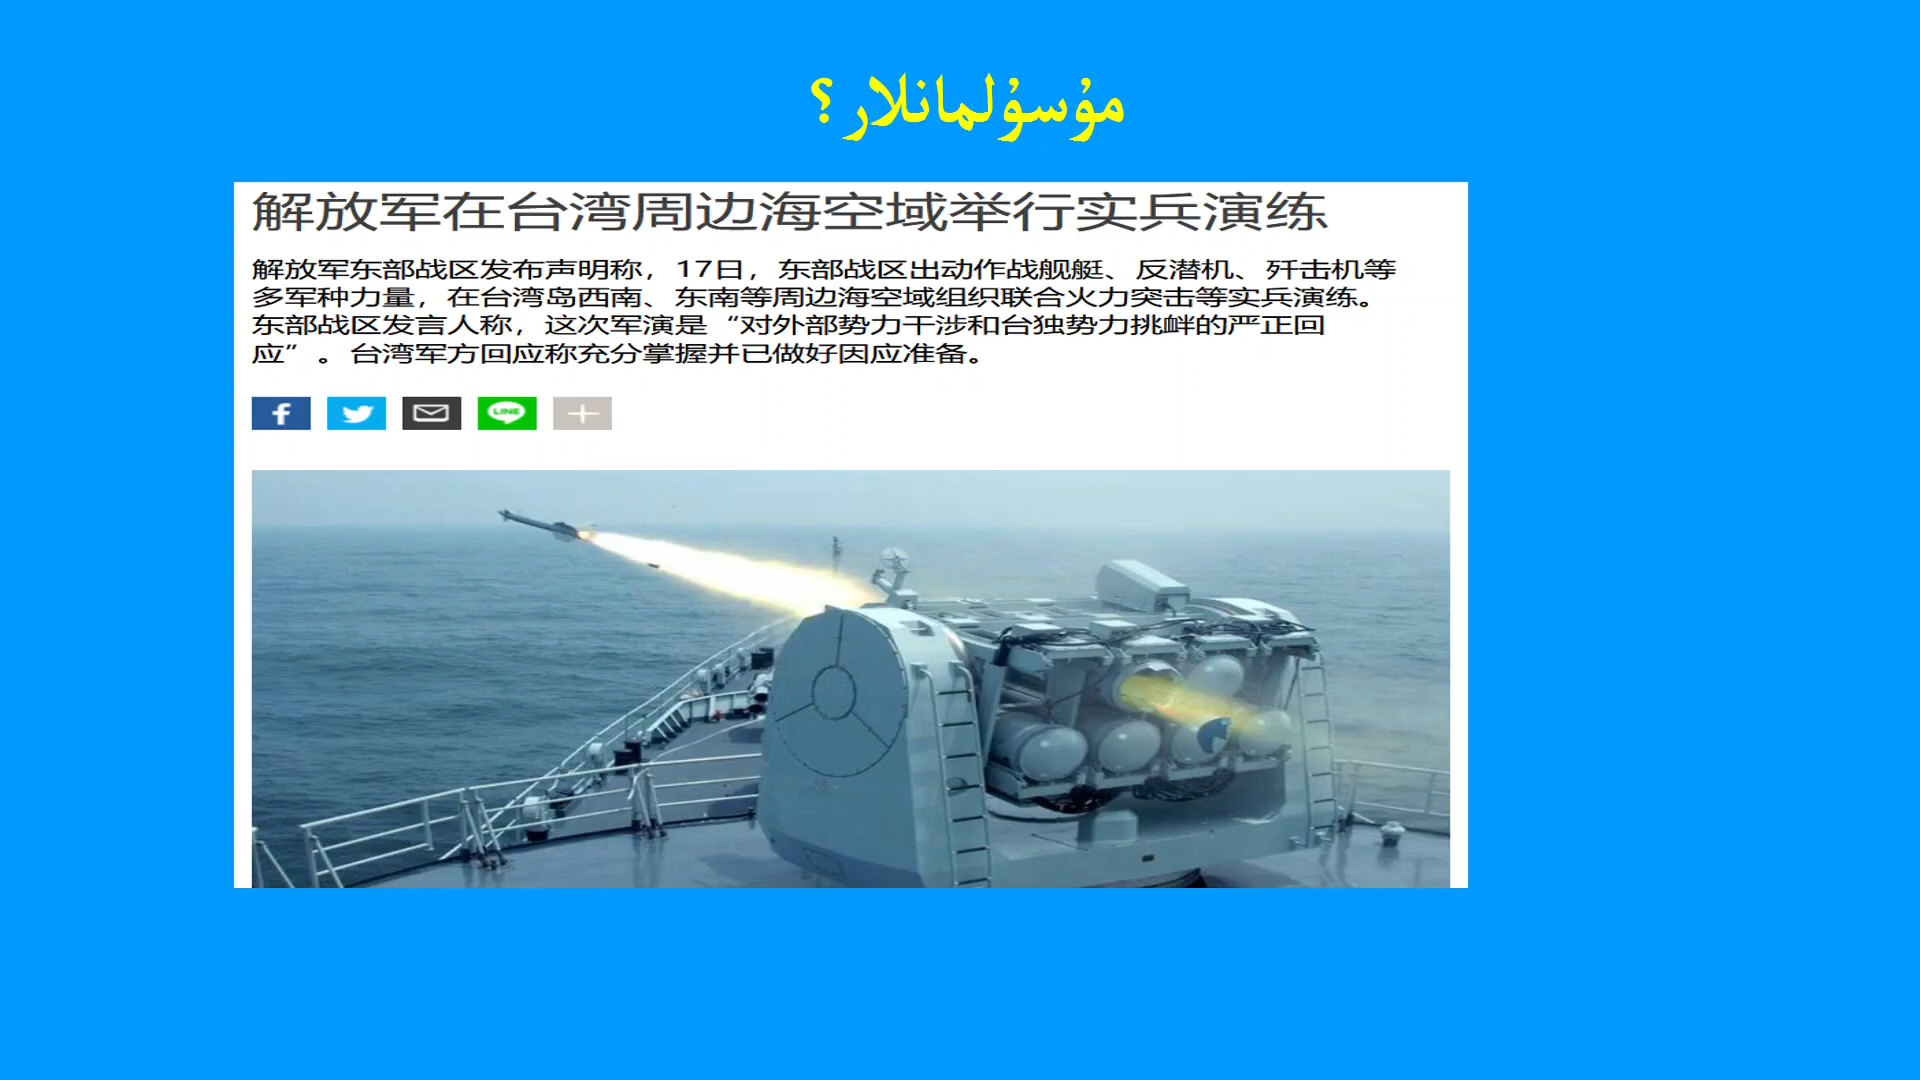 مۇسۇلمانلار؟
解放军在台湾周边海空域举行实兵演练
解放军东部战区发布声明称，17日，东部战区出动作战舰艇、反潜机、歼击机等
多军种力量，在台湾岛西南、东南等周边海空域组织联合火力突击等实兵演练。
东部战区发言人称，这次军演是“对外部势力干涉和台独势力挑衅的严正回
应”。台湾军方回应称充分掌握并已做好因应准备。
LINE